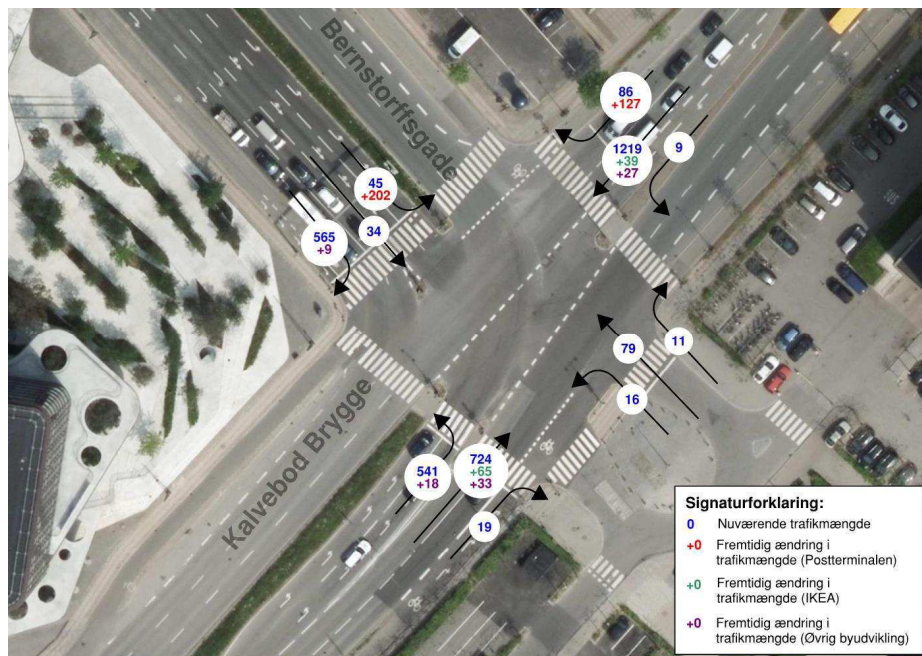 Bernstorffsgade
86
+127
1219
+39
+27
9
45
+202
34
565
+9
79
11
16
Kalvebod Brygge
541
+18
724
+65
+33
19
Signaturforklaring:
0 Nuværende trafikmængde
+0 Fremtidig ændring i
trafikmængde (Postterminalen)
+0 Fremtidig ændring i
trafikmængde (IKEA)
+0 Fremtidig ændring i
trafikmængde (Øvrig byudvikling)